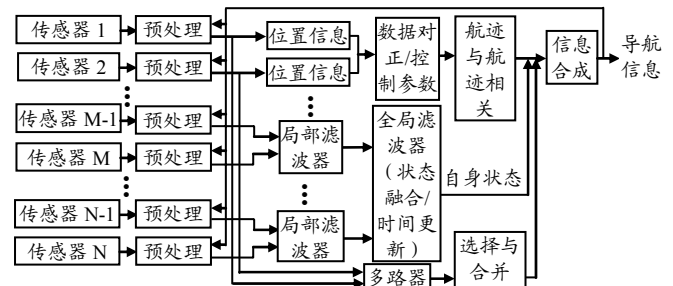 传感器 1
预处理
传感器 2
预处理
传感器 M-1
预处理
传感器 M
预处理
传感器 N-1
预处理
传感器 N
预处理
位置信息
位置信息
局部滤
波器
局部滤
波器
数据对
正/控
制参数
全局滤
波器
(状态
融合/
时间更
新)
多路器
航迹
与航
迹相
关
自身状态
选择与
合并
信息
合成
导航
信息